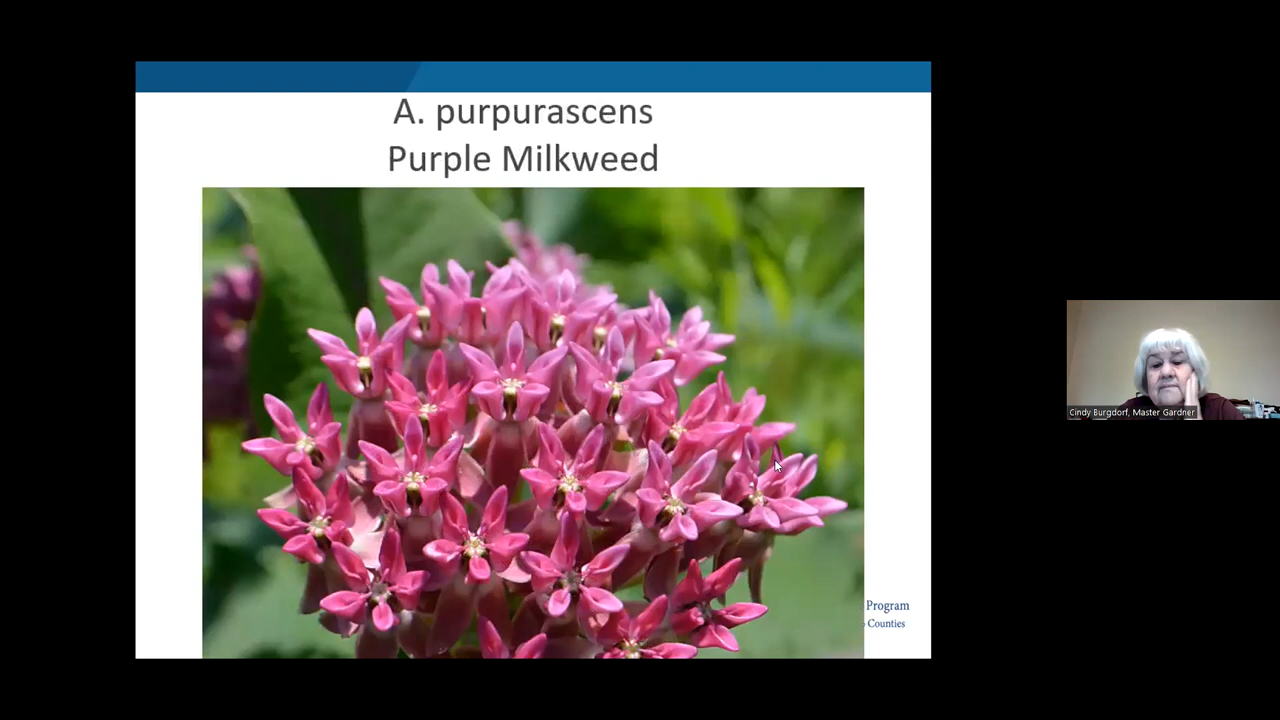 A. purpurascens
Purple Milkweed
Program
Counties
Cindy Burgdorf, Master Gardner